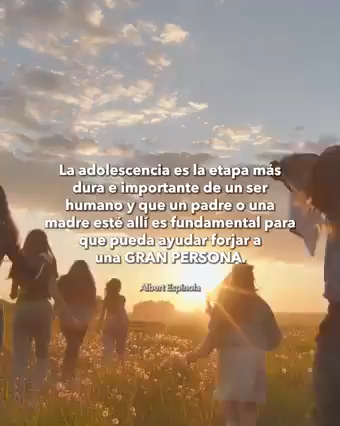 La adolescencia es la etapa más
dura e importante de un ser
humano y que un padre o una
madre esté allí es fundamental para
que pueda ayudar forjar a
una GRAN PERSONA.
Albert Espinola